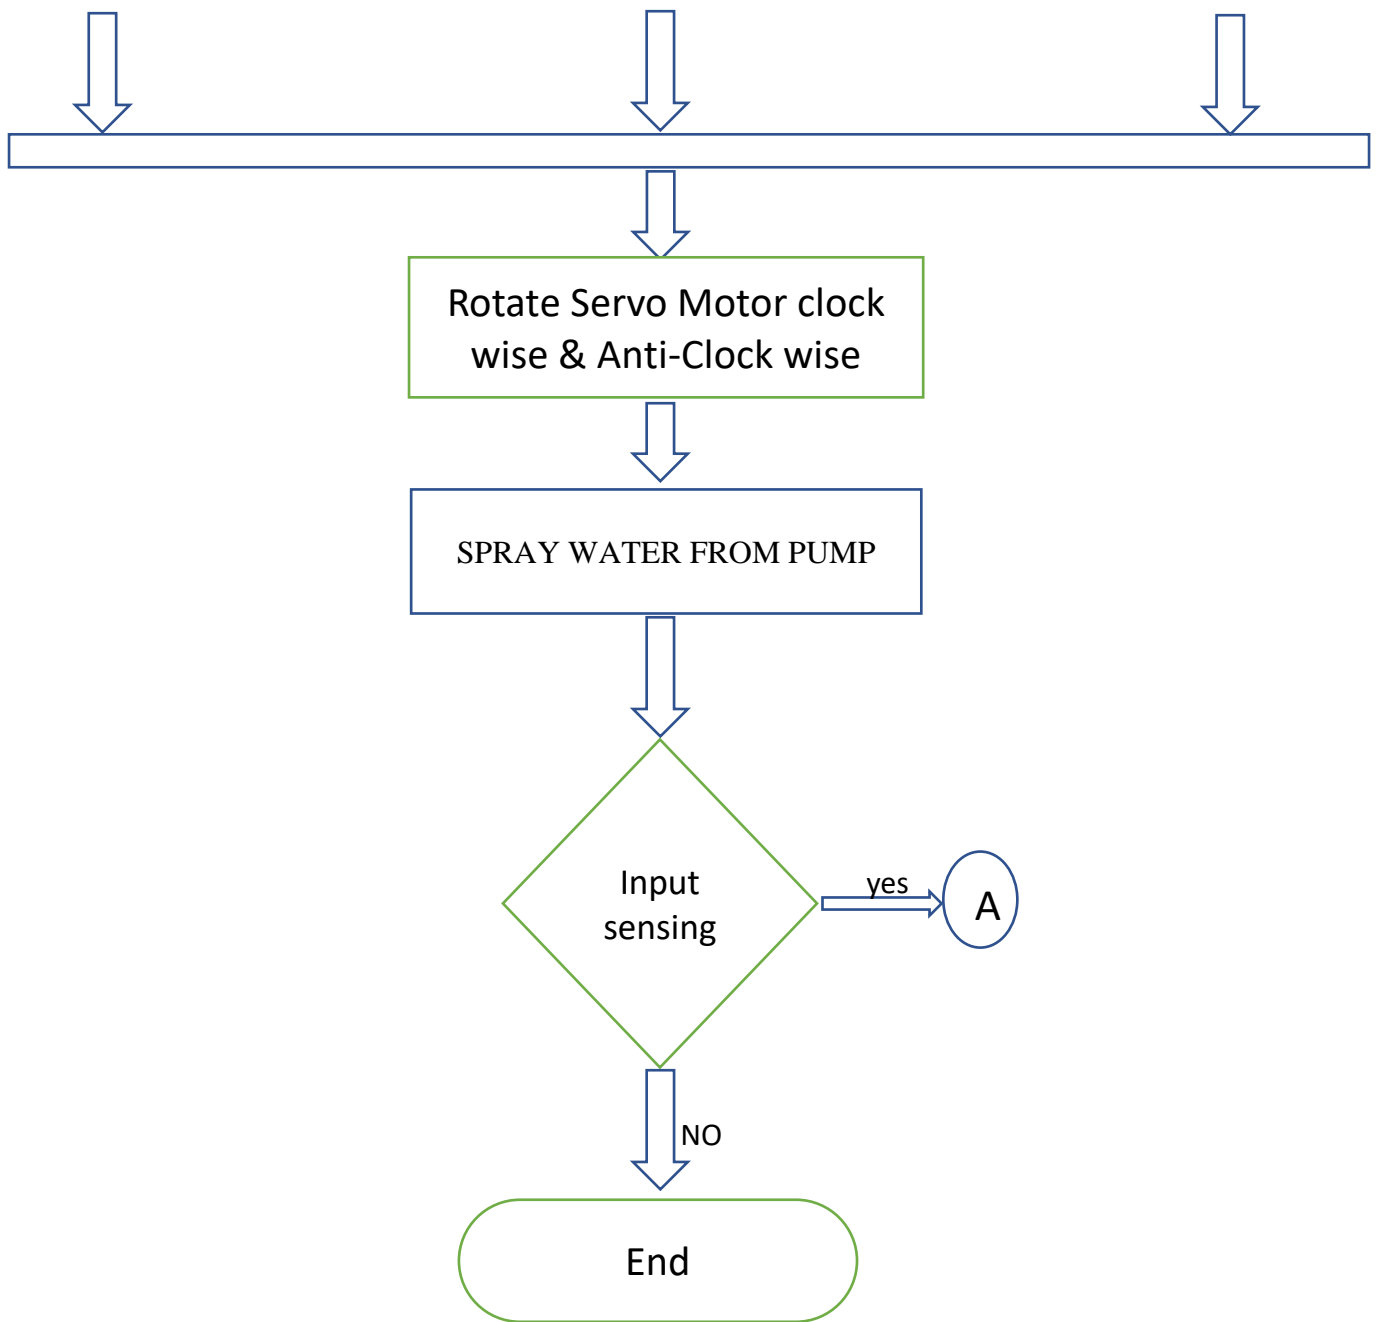 Rotate Servo Motor clock
wise & Anti-Clock wise
SPRAY WATER FROM PUMP
Input
sensing
yes
A
NO
End